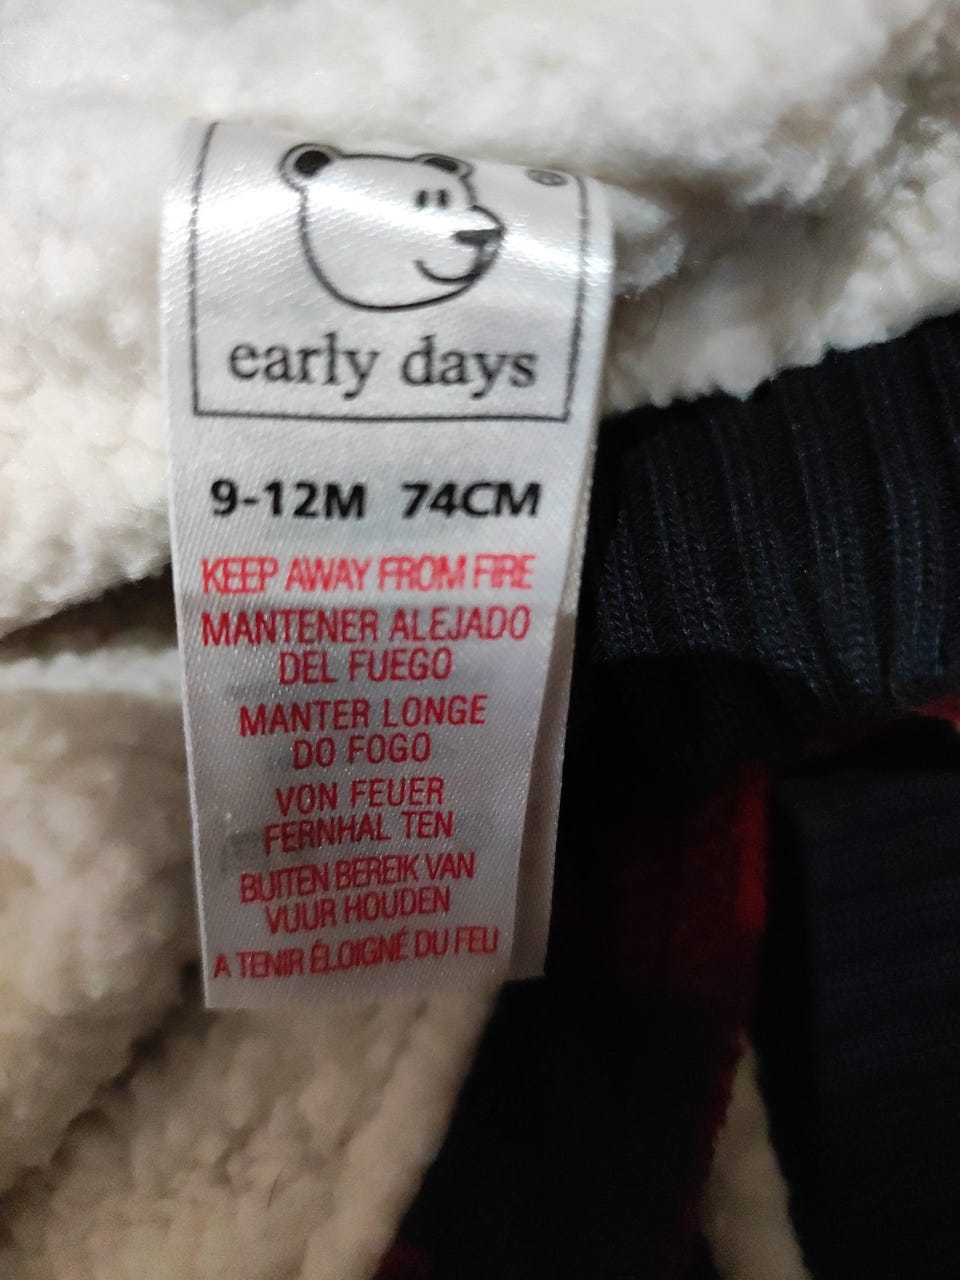 early days
9-12M 74CM
KEEP AWAY FROM FIRE
MANTENER ALEJADO
DEL FUEGO
MANTER LONGE
DO FOGO
VON FEUER
FERNHAL TEN
BUITEN BEREIK VAN
VUUR HOUDEN
A TENIR ÉLOIGNÉ DU FEU